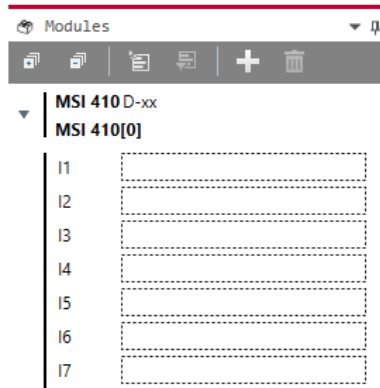 Modules
MSI 410 D-xx
MSI 410[0]
I1
I2
I3
I4
I5
I6
I7